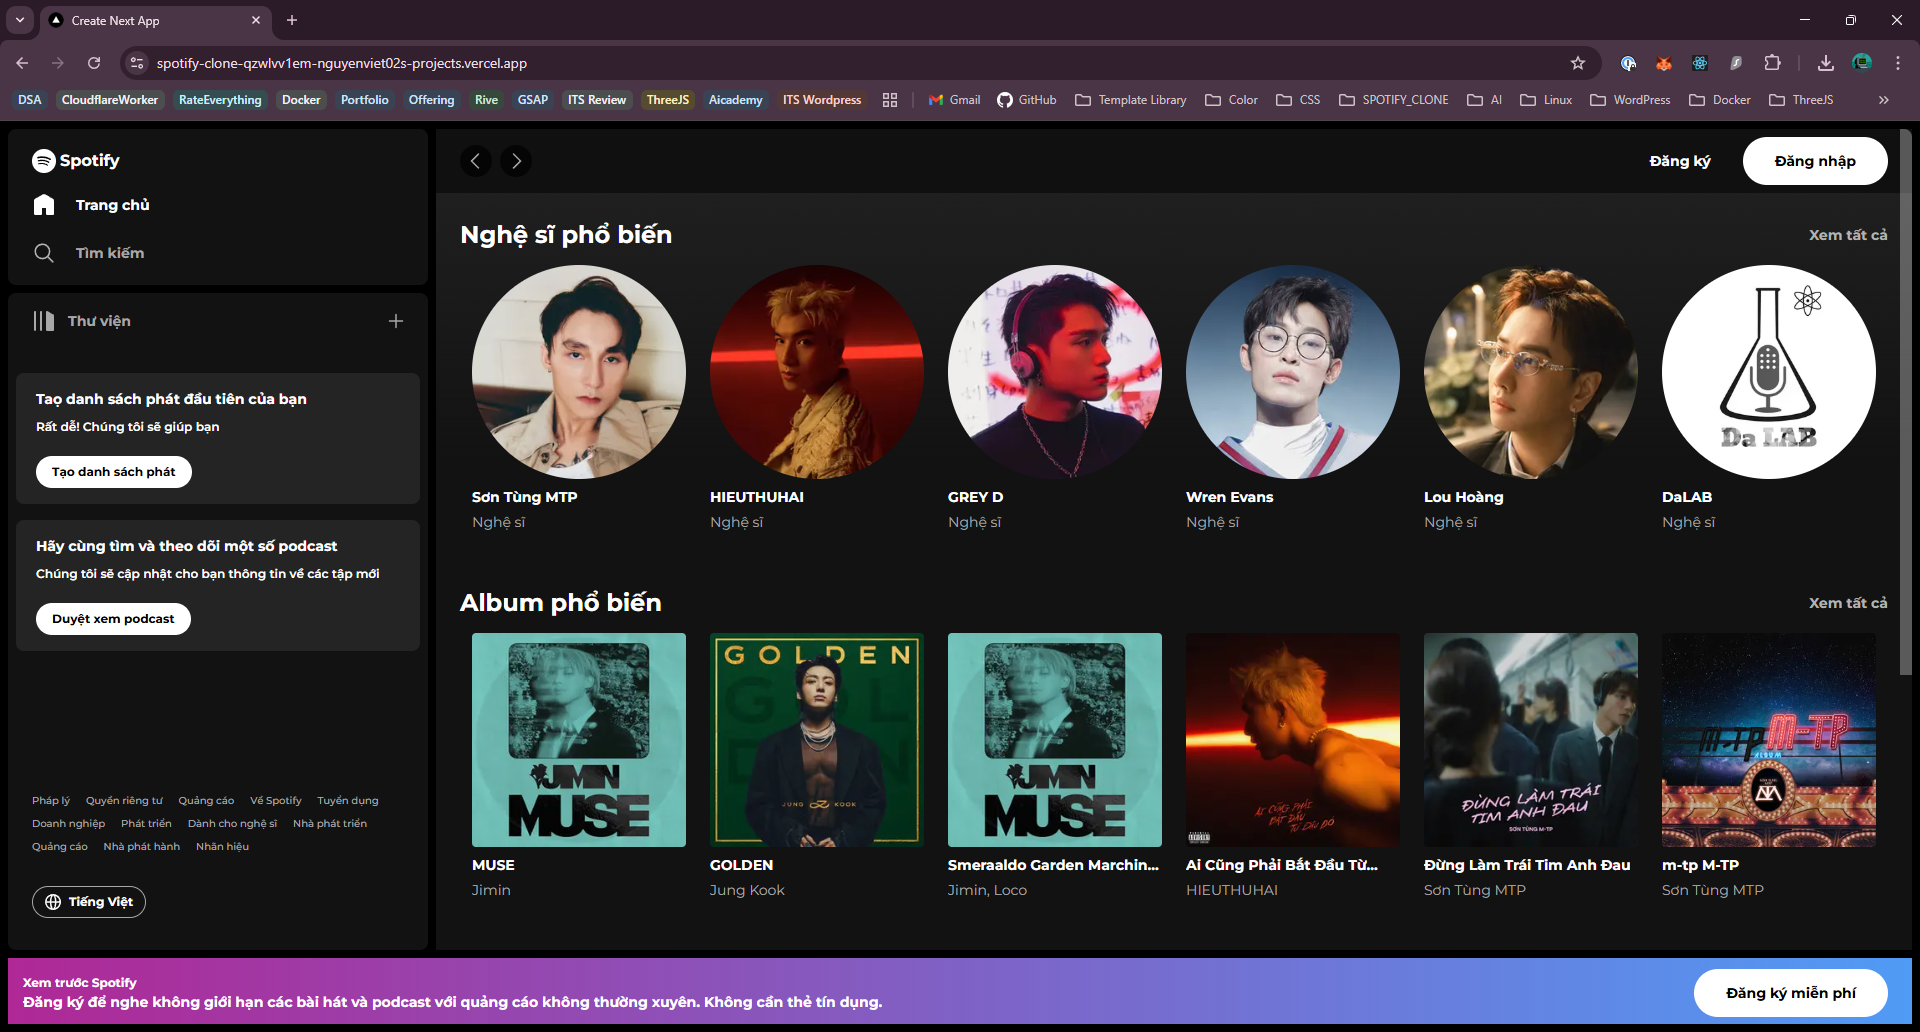 Create Next App
spotify-clone-qzwlvv1em-nguyenviet02s-projects.vercel.app
DSA CloudflareWorker RateEverything Docker Portfolio Offering Rive GSAP ITS Review ThreeJS Aicademy ITS Wordpress Gmail GitHub Template Library Color CSS SPOTIFY_CLONE AI Linux WordPress Docker ThreeJS
Spotify
Trang chủ
Tìm kiếm
Thư viện
Taọ danh sách phát đầu tiên của bạn
Rất dễ! Chúng tôi sẽ giúp bạn
Tạo danh sách phát
Hãy cùng tìm và theo dõi một số podcast
Chúng tôi sẽ cập nhật cho bạn thông tin về các tập mới
Duyệt xem podcast
Pháp lý Quyền riêng tư Quảng cáo Về Spotify Tuyển dụng
Doanh nghiệp Phát triển Dành cho nghệ sĩ Nhà phát triển
Quảng cáo Nhà phát hành Nhãn hiệu
Tiếng Việt
Đăng ký Đăng nhập
Nghệ sĩ phổ biến Xem tất cả
Da LAB
Sơn Tùng MTP HIEUTHUHAI GREY D Wren Evans Lou Hoàng DaLAB
Nghệ sĩ Nghệ sĩ Nghệ sĩ Nghệ sĩ Nghệ sĩ Nghệ sĩ
Album phổ biến Xem tất cả
JIMIN
MUSE
GOLDEN
JUNG KOOK
JIMIN
MUSE
AI CŨNG PHẢI
BẮT ĐẦU
TỪ ĐÂU ĐÓ
ĐỪNG LÀM TRÁI
TIM ANH ĐAU
SƠN TÙNG M-TP
m-tp M-TP
MUSE GOLDEN Smeraaldo Garden Marchin... Ai Cũng Phải Bắt Đầu Từ... Đừng Làm Trái Tim Anh Đau m-tp M-TP
Jimin Jung Kook Jimin, Loco HIEUTHUHAI Sơn Tùng MTP Sơn Tùng MTP
Xem trước Spotify
Đăng ký để nghe không giới hạn các bài hát và podcast với quảng cáo không thường xuyên. Không cần thẻ tín dụng.
Đăng ký miễn phí